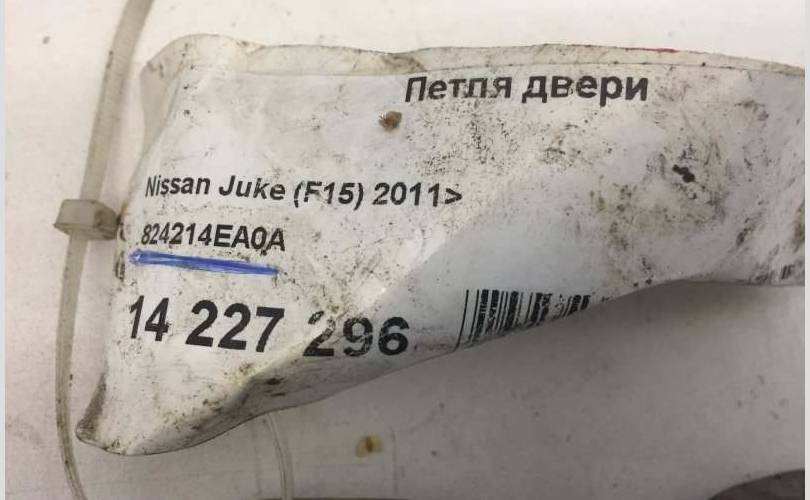 Петля двери
Nissan Juke (F15) 2011>
824214EA0A
14 227 296